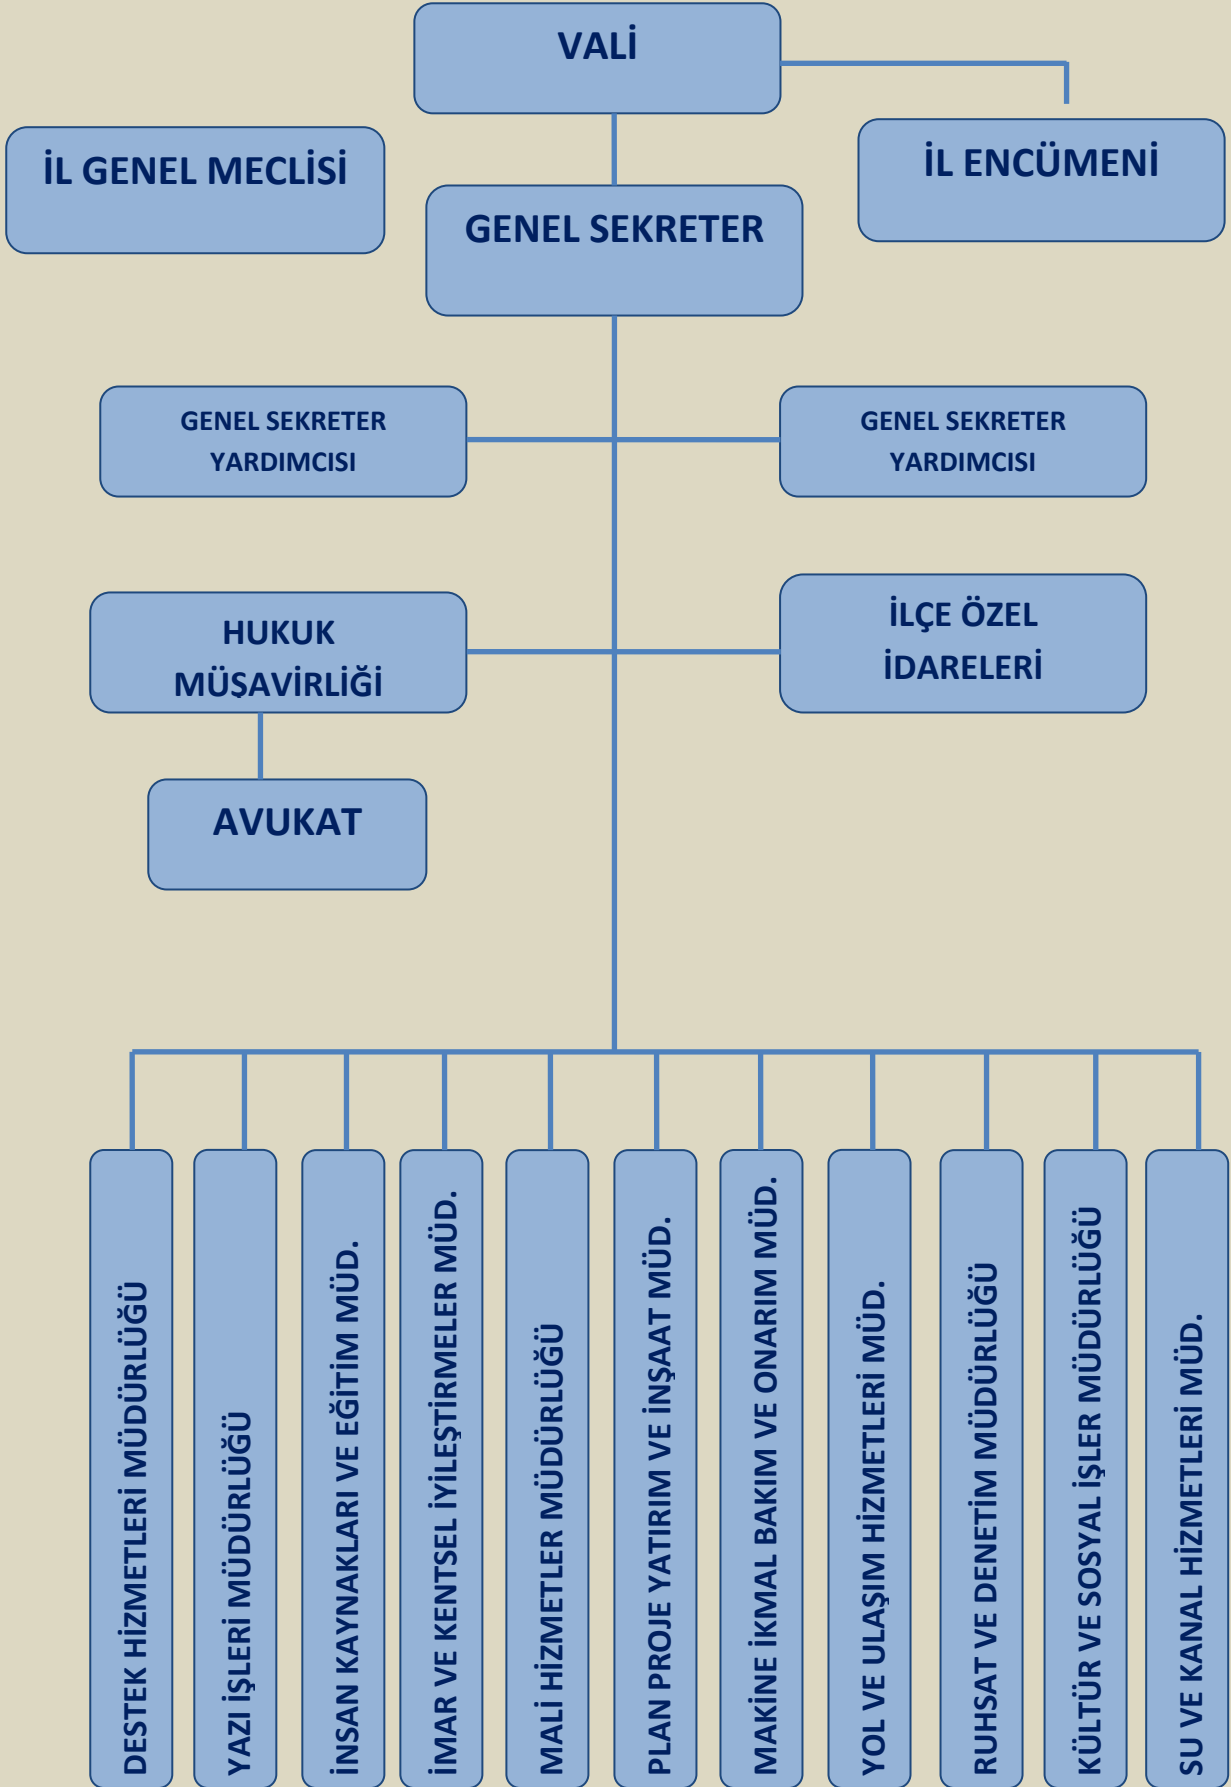 VALİ
İL GENEL MECLİSİ
İL ENCÜMENİ
GENEL SEKRETER
GENEL SEKRETER
YARDIMCISI
GENEL SEKRETER
YARDIMCISI
HUKUK
MÜŞAVİRLİĞİ
İLÇE ÖZEL
İDARELERİ
AVUKAT
DESTEK HİZMETLERİ MÜDÜRLÜĞÜ
YAZI İŞLERİ MÜDÜRLÜĞÜ
İNSAN KAYNAKLARI VE EĞİTİM MÜD.
İMAR VE KENTSEL İYİLEŞTİRMELER MÜD.
MALİ HİZMETLER MÜDÜRLÜĞÜ
PLAN PROJE YATIRIM VE İNŞAAT MÜD.
MAKİNE İKMAL BAKIM VE ONARIM MÜD.
YOL VE ULAŞIM HİZMETLERİ MÜD.
RUHSAT VE DENETİM MÜDÜRLÜĞÜ
KÜLTÜR VE SOSYAL İŞLER MÜDÜRLÜĞÜ
SU VE KANAL HİZMETLERİ MÜD.